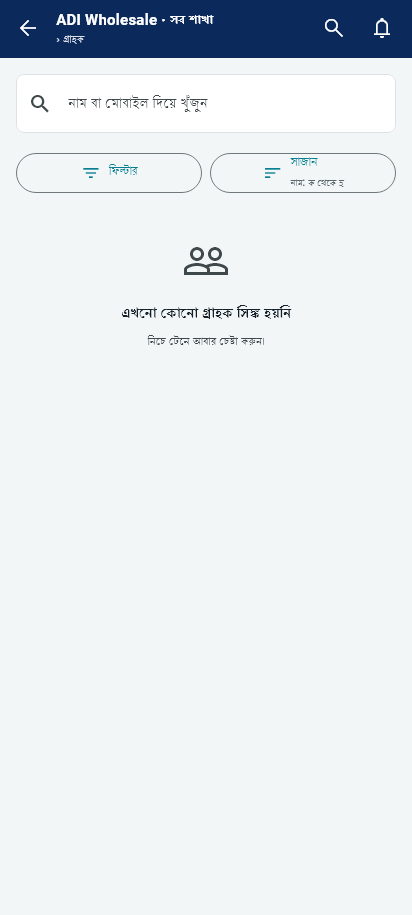 ADI Wholesale · সব শাখা
› গ্রাহক
নাম বা মোবাইল দিয়ে খুঁজুন
ফিল্টার
সাজান
নাম: ক থেকে হ
এখনো কোনো গ্রাহক সিঙ্ক হয়নি
নিচে টেনে আবার চেষ্টা করুন।